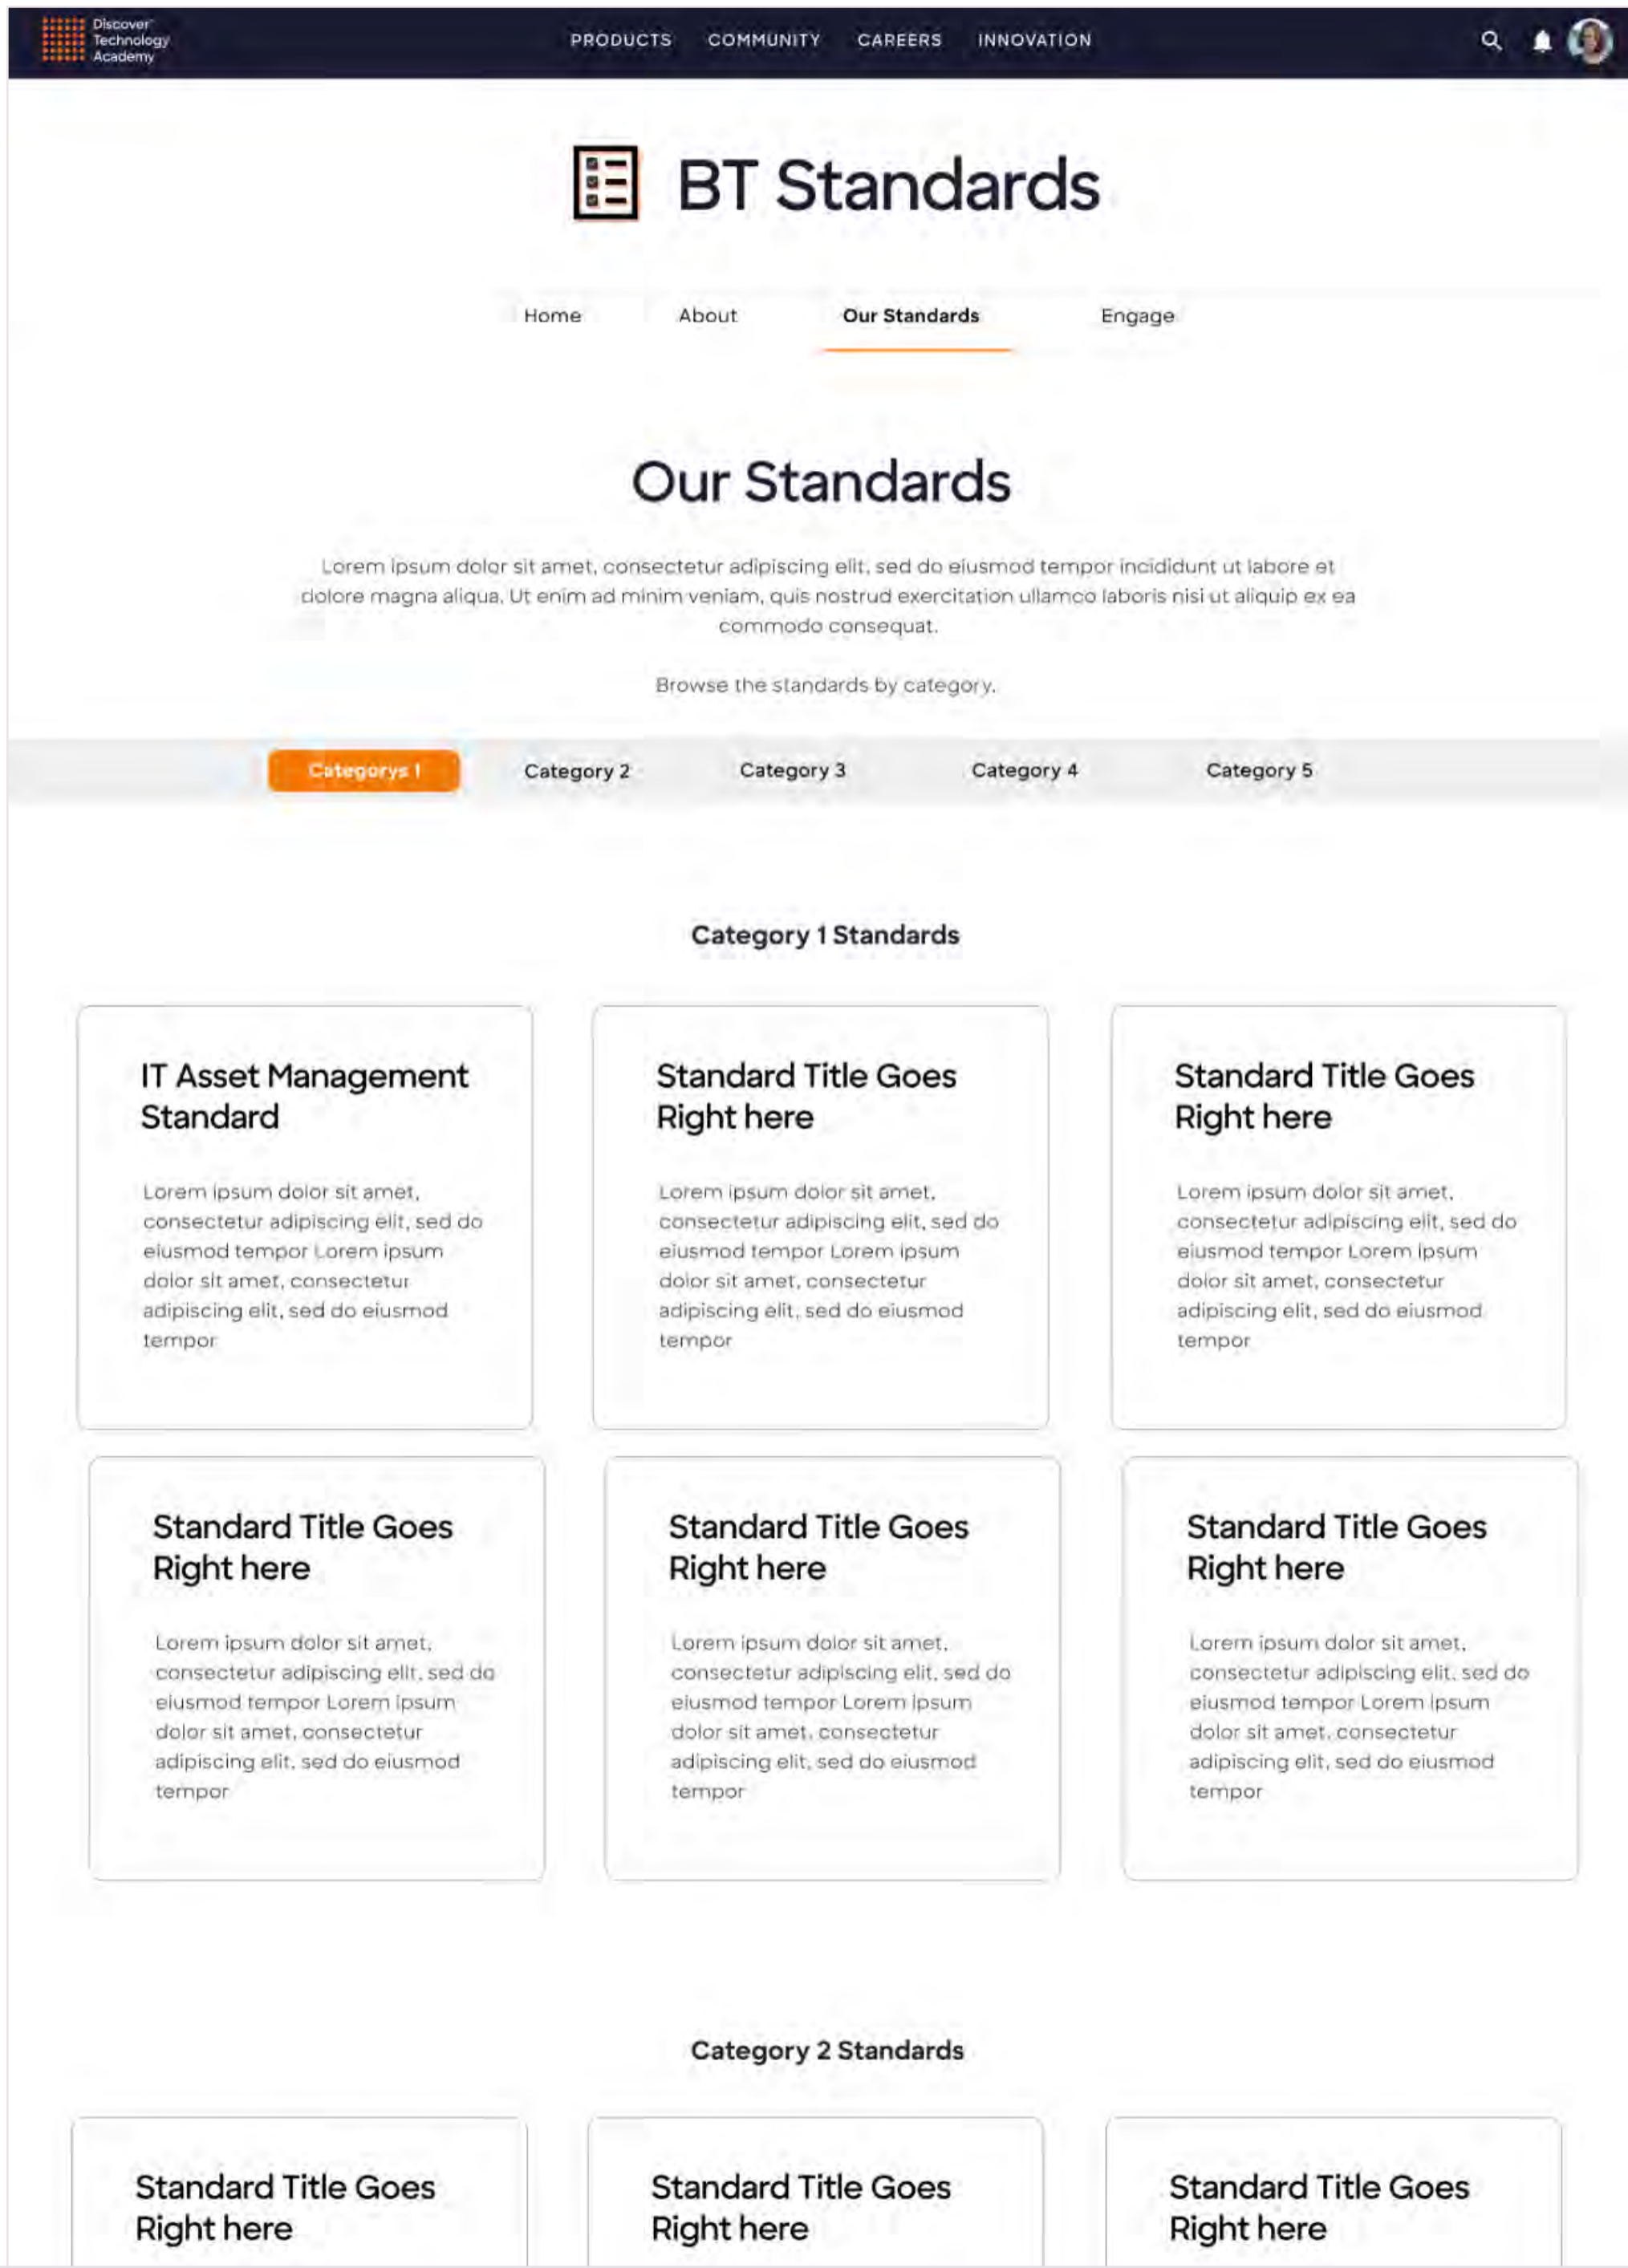 Discover
Technology
Academy
PRODUCTS COMMUNITY CAREERS INNOVATION
BT Standards
Home About Our Standards Engage
Our Standards
Lorem ipsum dolor sit amet, consectetur adipiscing elit, sed do eiusmod tempor incididunt ut labore et
dolore magna aliqua. Ut enim ad minim veniam, quis nostrud exercitation ullamco laboris nisi ut aliquip ex ea
commodo consequat.
Browse the standards by category.
Categorys 1 Category 2 Category 3 Category 4 Category 5
Category 1 Standards
IT Asset Management
Standard
Lorem ipsum dolor sit amet,
consectetur adipiscing elit, sed do
eiusmod tempor Lorem ipsum
dolor sit amet, consectetur
adipiscing elit, sed do eiusmod
tempor
Standard Title Goes
Right here
Lorem ipsum dolor sit amet,
consectetur adipiscing elit, sed do
eiusmod tempor Lorem ipsum
dolor sit amet, consectetur
adipiscing elit, sed do eiusmod
tempor
Standard Title Goes
Right here
Lorem ipsum dolor sit amet,
consectetur adipiscing elit, sed do
eiusmod tempor Lorem ipsum
dolor sit amet, consectetur
adipiscing elit, sed do eiusmod
tempor
Standard Title Goes
Right here
Lorem ipsum dolor sit amet,
consectetur adipiscing elit, sed do
eiusmod tempor Lorem ipsum
dolor sit amet, consectetur
adipiscing elit, sed do eiusmod
tempor
Standard Title Goes
Right here
Lorem ipsum dolor sit amet,
consectetur adipiscing elit, sed do
eiusmod tempor Lorem ipsum
dolor sit amet, consectetur
adipiscing elit, sed do eiusmod
tempor
Standard Title Goes
Right here
Lorem ipsum dolor sit amet,
consectetur adipiscing elit, sed do
eiusmod tempor Lorem ipsum
dolor sit amet, consectetur
adipiscing elit, sed do eiusmod
tempor
Category 2 Standards
Standard Title Goes
Right here
Standard Title Goes
Right here
Standard Title Goes
Right here